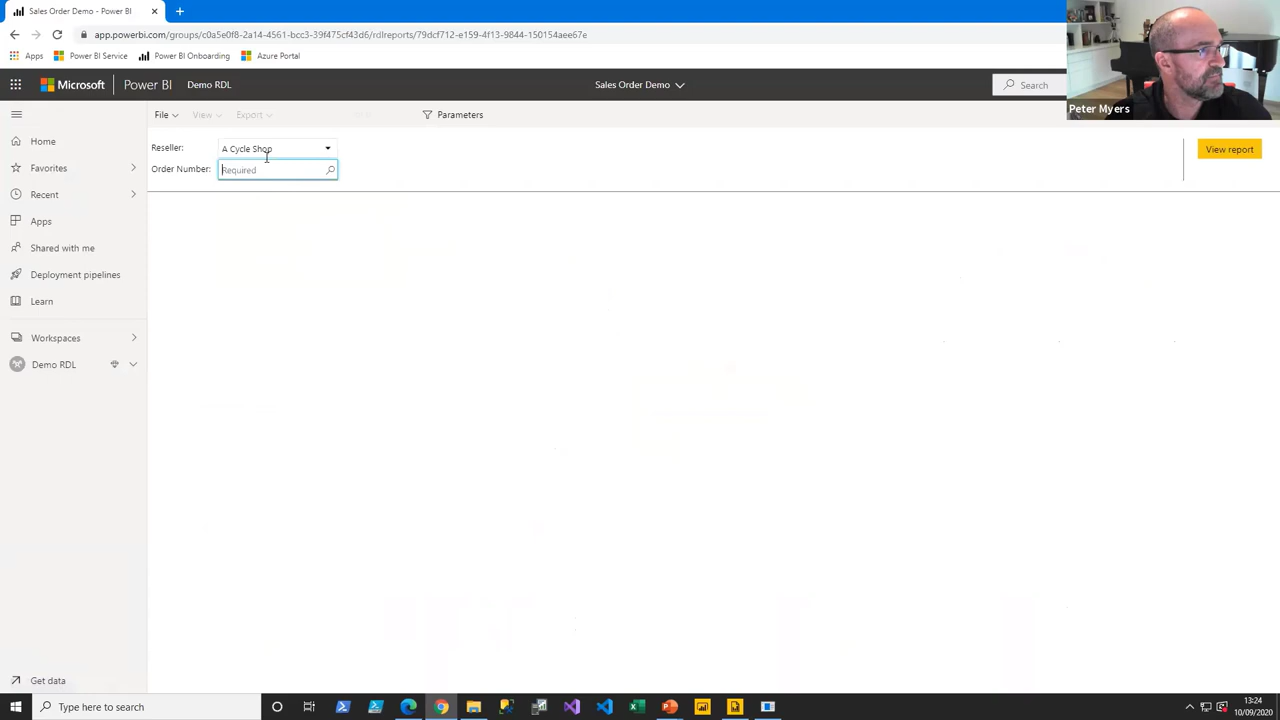 Sales Order Demo - Power BI
app.powerbi.com/groups/c0a5e0f8-2a14-4561-bcc3-39f475cf43d6/rdlreports/79dcf712-e159-4f13-9844-150154aee67e
Apps
Power BI Service
Power BI Onboarding
Azure Portal
Microsoft
Power BI
Demo RDL
Sales Order Demo
Search
Peter Myers
File
View
Export
Parameters
Reseller:
A Cycle Shop
View report
Order Number:
Required
Home
Favorites
Recent
Apps
Shared with me
Deployment pipelines
Learn
Workspaces
Demo RDL
Get data
Type here to search
13:24
10/09/2020